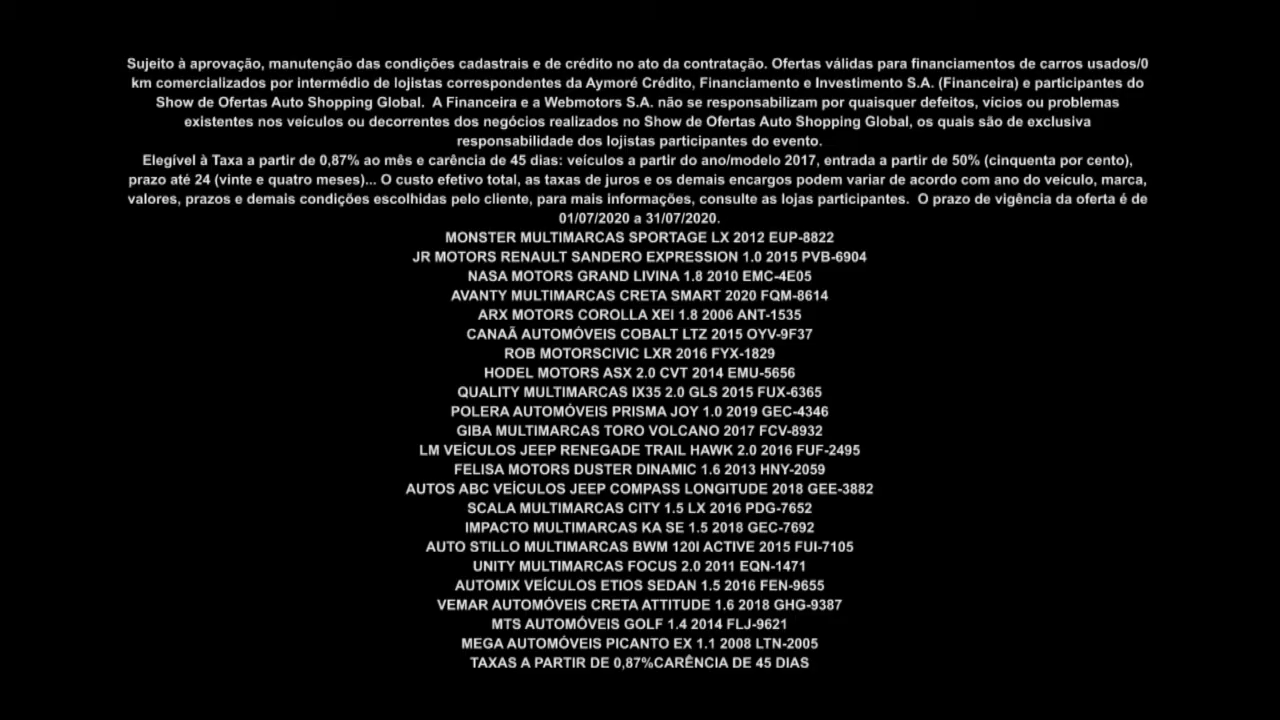 Sujeito à aprovação, manutenção das condições cadastrais e de crédito no ato da contratação. Ofertas válidas para financiamentos de carros usados/0
km comercializados por intermédio de lojistas correspondentes da Aymoré Crédito, Financiamento e Investimento S.A. (Financeira) e participantes do
Show de Ofertas Auto Shopping Global.  A Financeira e a Webmotors S.A. não se responsabilizam por quaisquer defeitos, vícios ou problemas
existentes nos veículos ou decorrentes dos negócios realizados no Show de Ofertas Auto Shopping Global, os quais são de exclusiva
responsabilidade dos lojistas participantes do evento.
Elegível à Taxa a partir de 0,87% ao mês e carência de 45 dias: veículos a partir do ano/modelo 2017, entrada a partir de 50% (cinquenta por cento),
prazo até 24 (vinte e quatro meses)... O custo efetivo total, as taxas de juros e os demais encargos podem variar de acordo com ano do veículo, marca,
valores, prazos e demais condições escolhidas pelo cliente, para mais informações, consulte as lojas participantes.  O prazo de vigência da oferta é de
01/07/2020 a 31/07/2020.
MONSTER MULTIMARCAS SPORTAGE LX 2012 EUP-8822
JR MOTORS RENAULT SANDERO EXPRESSION 1.0 2015 PVB-6904
NASA MOTORS GRAND LIVINA 1.8 2010 EMC-4E05
AVANTY MULTIMARCAS CRETA SMART 2020 FQM-8614
ARX MOTORS COROLLA XEI 1.8 2006 ANT-1535
CANAÃ AUTOMÓVEIS COBALT LTZ 2015 OYV-9F37
ROB MOTORSCIVIC LXR 2016 FYX-1829
HODEL MOTORS ASX 2.0 CVT 2014 EMU-5656
QUALITY MULTIMARCAS IX35 2.0 GLS 2015 FUX-6365
POLERA AUTOMÓVEIS PRISMA JOY 1.0 2019 GEC-4346
GIBA MULTIMARCAS TORO VOLCANO 2017 FCV-8932
LM VEÍCULOS JEEP RENEGADE TRAIL HAWK 2.0 2016 FUF-2495
FELISA MOTORS DUSTER DINAMIC 1.6 2013 HNY-2059
AUTOS ABC VEÍCULOS JEEP COMPASS LONGITUDE 2018 GEE-3882
SCALA MULTIMARCAS CITY 1.5 LX 2016 PDG-7652
IMPACTO MULTIMARCAS KA SE 1.5 2018 GEC-7692
AUTO STILLO MULTIMARCAS BWM 120I ACTIVE 2015 FUI-7105
UNITY MULTIMARCAS FOCUS 2.0 2011 EQN-1471
AUTOMIX VEÍCULOS ETIOS SEDAN 1.5 2016 FEN-9655
VEMAR AUTOMÓVEIS CRETA ATTITUDE 1.6 2018 GHG-9387
MTS AUTOMÓVEIS GOLF 1.4 2014 FLJ-9621
MEGA AUTOMÓVEIS PICANTO EX 1.1 2008 LTN-2005
TAXAS A PARTIR DE 0,87%CARÊNCIA DE 45 DIAS